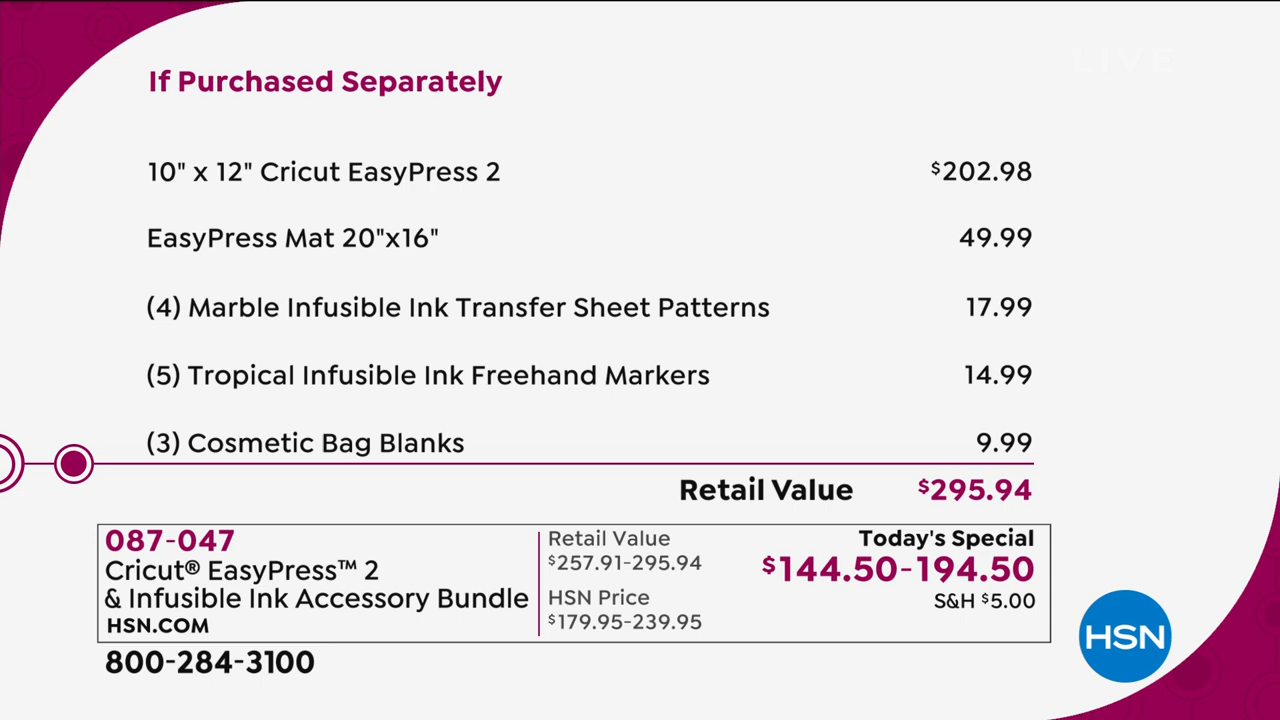 LIVE
If Purchased Separately
10" x 12" Cricut EasyPress 2 $202.98
EasyPress Mat 20"x16" 49.99
(4) Marble Infusible Ink Transfer Sheet Patterns 17.99
(5) Tropical Infusible Ink Freehand Markers 14.99
(3) Cosmetic Bag Blanks 9.99
Retail Value $295.94
087-047
Cricut® EasyPress™ 2
& Infusible Ink Accessory Bundle
HSN.COM
Retail Value
$257.91-295.94
HSN Price
$179.95-239.95
Today's Special
$144.50-194.50
S&H $5.00
HSN
800-284-3100